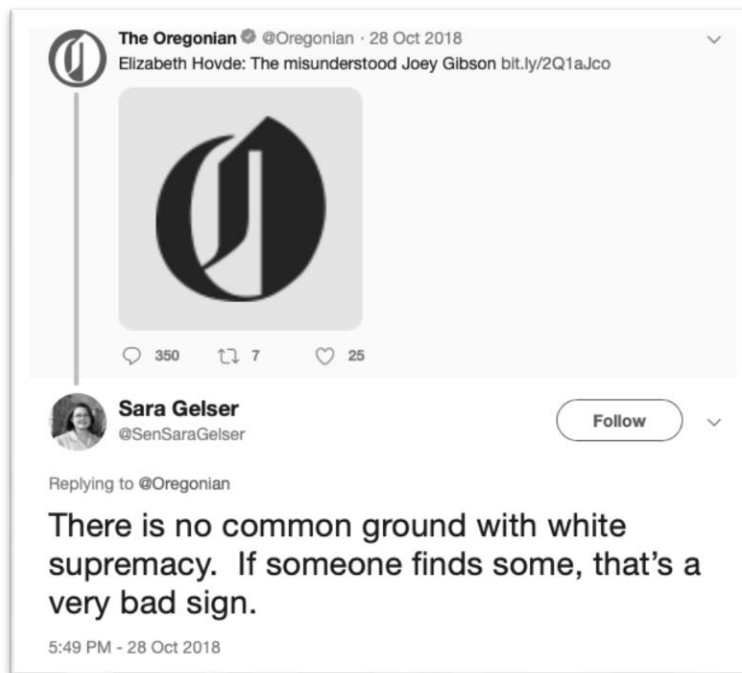 The Oregonian @Oregonian · 28 Oct 2018
Elizabeth Hovde: The misunderstood Joey Gibson bit.ly/2Q1aJco
350 7 25
Sara Gelser
@SenSaraGelser
Follow
Replying to @Oregonian
There is no common ground with white
supremacy.  If someone finds some, that's a
very bad sign.
5:49 PM - 28 Oct 2018